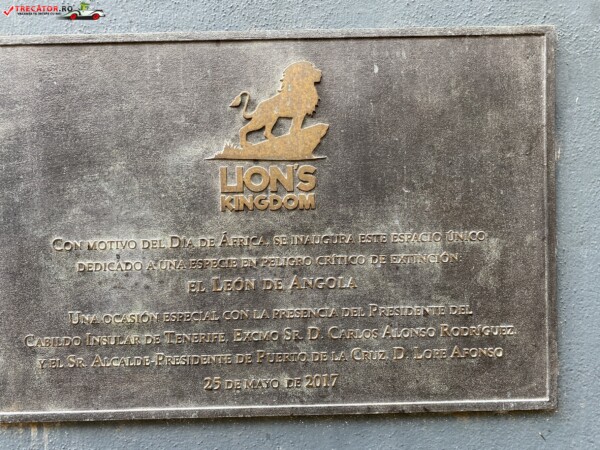 TRECATOR.RO
LION'S
KINGDOM
CON MOTIVO DEL DÍA DE ÁFRICA, SE INAUGURA ESTE ESPACIO ÚNICO
DEDICADO A UNA ESPECIE EN PELIGRO CRÍTICO DE EXTINCIÓN:
EL LEÓN DE ANGOLA
UNA OCASIÓN ESPECIAL CON LA PRESENCIA DEL PRESIDENTE DEL
CABILDO INSULAR DE TENERIFE, EXCMO SR. D. CARLOS ALONSO RODRÍGUEZ,
Y EL SR. ALCALDE-PRESIDENTE DE PUERTO DE LA CRUZ, D. LOPE AFONSO
25 DE MAYO DE 2017